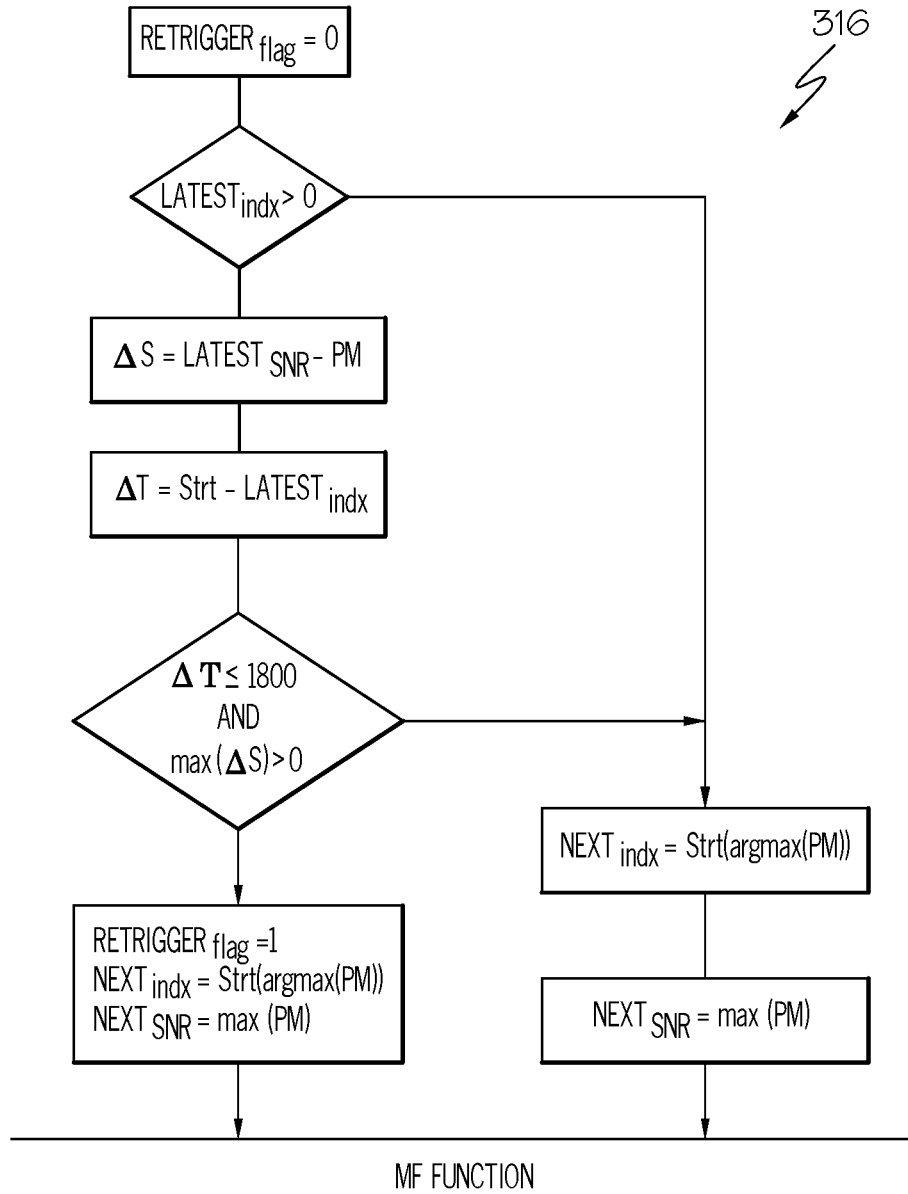 RETRIGGER flag = 0
316
LATEST indx > 0
Δ S = LATEST SNR - PM
ΔT = Strt - LATEST indx
Δ T ≤ 1800
AND
max (ΔS) > 0
NEXT indx = Strt(argmax(PM))
RETRIGGER flag =1
NEXT indx = Strt(argmax(PM))
NEXT SNR = max (PM)
NEXT SNR = max (PM)
MF FUNCTION